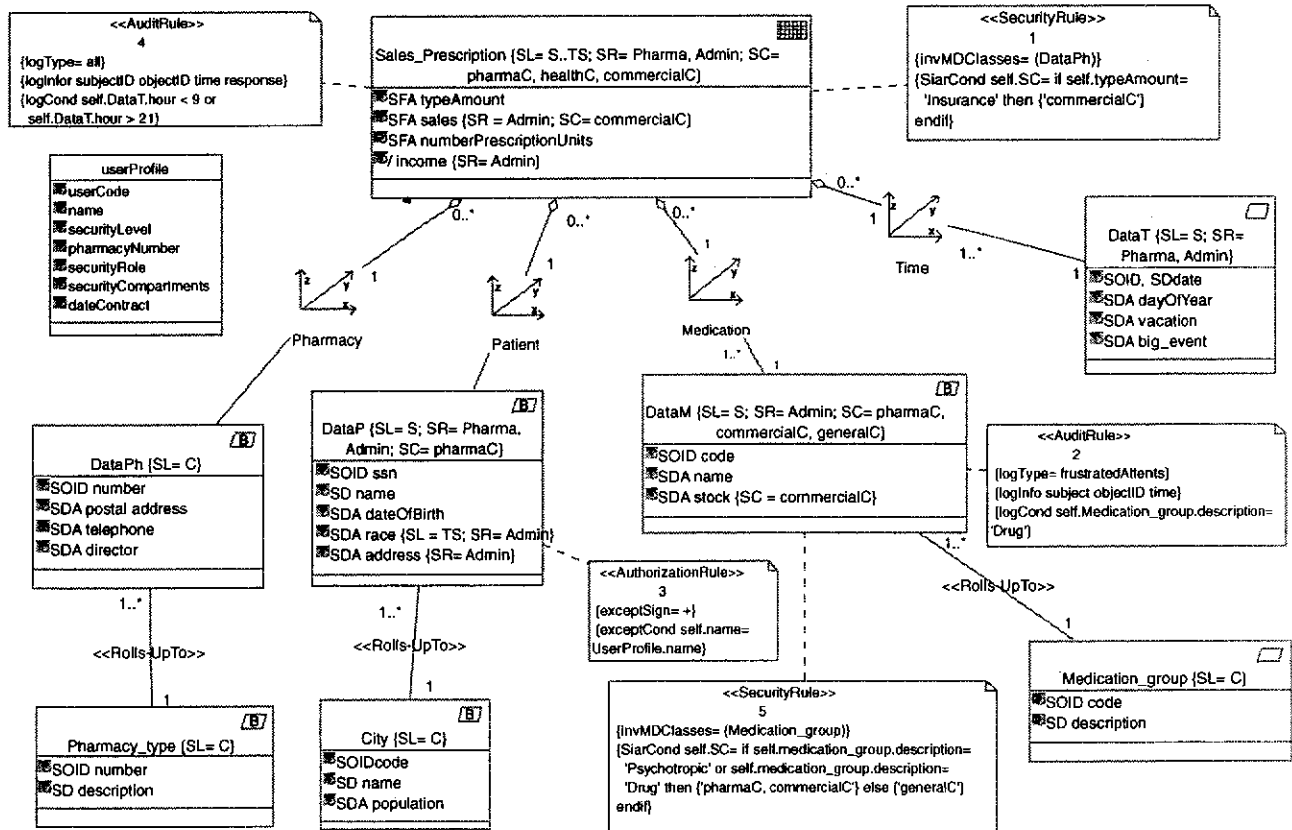 <<AuditRule>>
4
{logType= all}
{logInfor subjectID objectID time response}
{logCond self.DataT.hour < 9 or
self.DataT.hour > 21}
Sales_Prescription {SL= S..TS; SR= Pharma, Admin; SC=
pharmaC, healthC, commercialC}
SFA typeAmount
SFA sales {SR = Admin; SC= commercialC}
SFA numberPrescriptionUnits
/ income {SR= Admin}
<<SecurityRule>>
1
{invMDClasses= (DataPh)}
{SiarCond self.SC= if self.typeAmount=
'Insurance' then {'commercialC'}
endif}
userProfile
userCode
name
securityLevel
pharmacyNumber
securityRole
securityCompartments
dateContract
0..*
0..*
0..*
0..*
1
1
1
1
z
y
x
z
y
x
z
y
x
z
y
x
Pharmacy
Patient
Medication
Time
1..*
1
1..*
1
DataT {SL= S; SR=
Pharma, Admin}
SOID, SDdate
SDA dayOfYear
SDA vacation
SDA big_event
B
DataPh {SL= C}
SOID number
SDA postal address
SDA telephone
SDA director
B
DataP {SL= S; SR= Pharma,
Admin; SC= pharmaC}
SOID ssn
SD name
SDA dateOfBirth
SDA race {SL = TS; SR= Admin}
SDA address {SR= Admin}
B
DataM {SL= S; SR= Admin; SC= pharmaC,
commercialC, generalC}
SOID code
SDA name
SDA stock {SC = commercialC}
<<AuditRule>>
2
{logType= frustratedAttents}
{logInfo subject objectID time}
{logCond self.Medication_group.description=
'Drug'}
<<AuthorizationRule>>
3
{exceptSign= +}
{exceptCond self.name=
UserProfile.name}
1..*
<<Rolls-UpTo>>
1
1..*
<<Rolls-UpTo>>
1
1..*
<<Rolls-UpTo>>
1
B
Pharmacy_type {SL= C}
SOID number
SD description
B
City {SL= C}
SOIDcode
SD name
SDA population
<<SecurityRule>>
5
{InvMDClasses= (Medication_group)}
{SiarCond self.SC= if self.medication_group.description=
'Psychotropic' or self.medication_group.description=
'Drug' then {'pharmaC, commercialC'} else {'generalC'}
endif}
Medication_group {SL= C}
SOID code
SD description